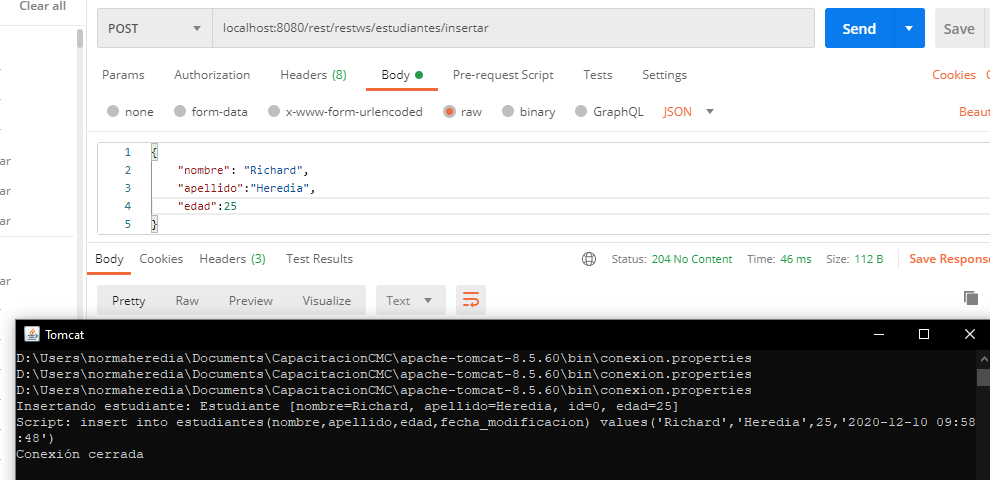 Clear all
POST localhost:8080/rest/restws/estudiantes/insertar Send Save
Params Authorization Headers (8) Body Pre-request Script Tests Settings Cookies
none form-data x-www-form-urlencoded raw binary GraphQL JSON Beaut
ar
ar
ar
ar
1 {
2 "nombre": "Richard",
3 "apellido":"Heredia",
4 "edad":25
5 }
Body Cookies Headers (3) Test Results Status: 204 No Content Time: 46 ms Size: 112 B Save Response
Pretty Raw Preview Visualize Text
Tomcat
D:\Users\normaheredia\Documents\CapacitacionCMC\apache-tomcat-8.5.60\bin\conexion.properties
D:\Users\normaheredia\Documents\CapacitacionCMC\apache-tomcat-8.5.60\bin\conexion.properties
D:\Users\normaheredia\Documents\CapacitacionCMC\apache-tomcat-8.5.60\bin\conexion.properties
Insertando estudiante: Estudiante [nombre=Richard, apellido=Heredia, id=0, edad=25]
Script: insert into estudiantes(nombre,apellido,edad,fecha_modificacion) values('Richard','Heredia',25,'2020-12-10 09:58
:48')
Conexión cerrada